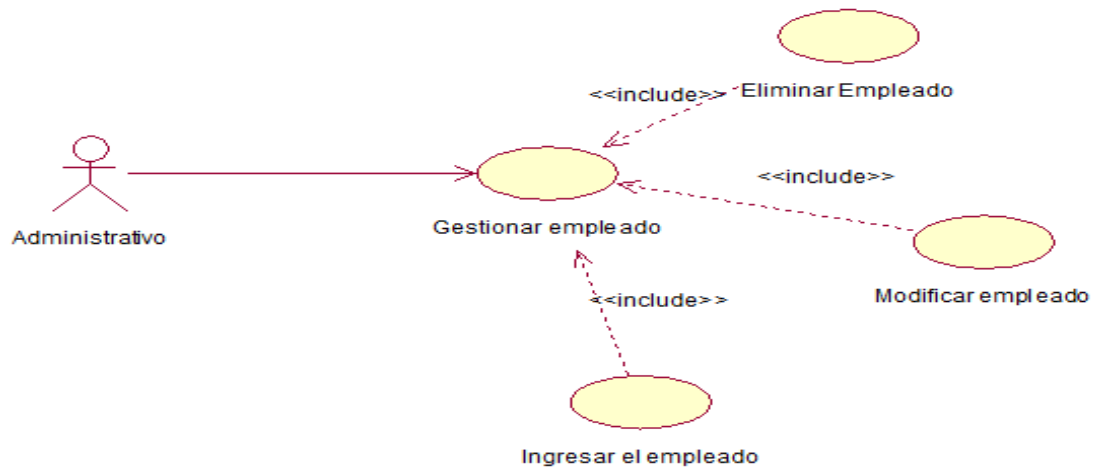 <<include>>
Eliminar Empleado
<<include>>
Administrativo
Gestionar empleado
<<include>>
Modificar empleado
Ingresar el empleado